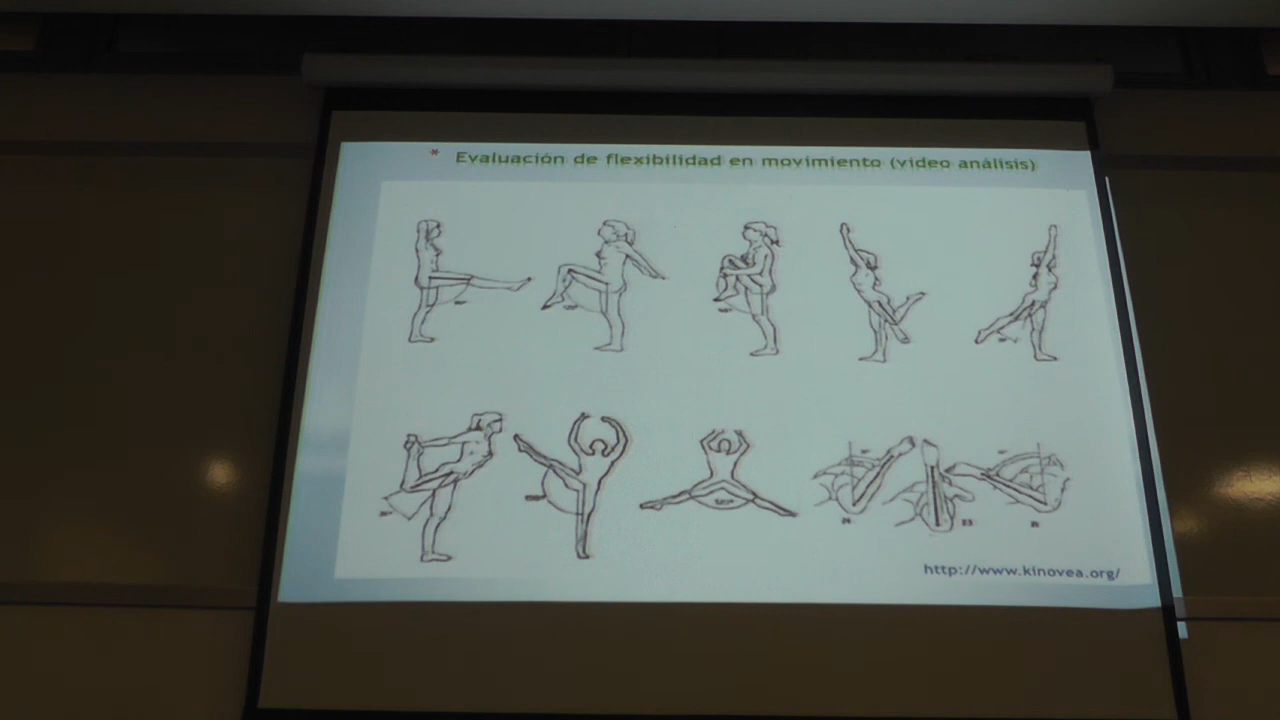 * Evaluación de flexibilidad en movimiento (video análisis)
http://www.kinovea.org/